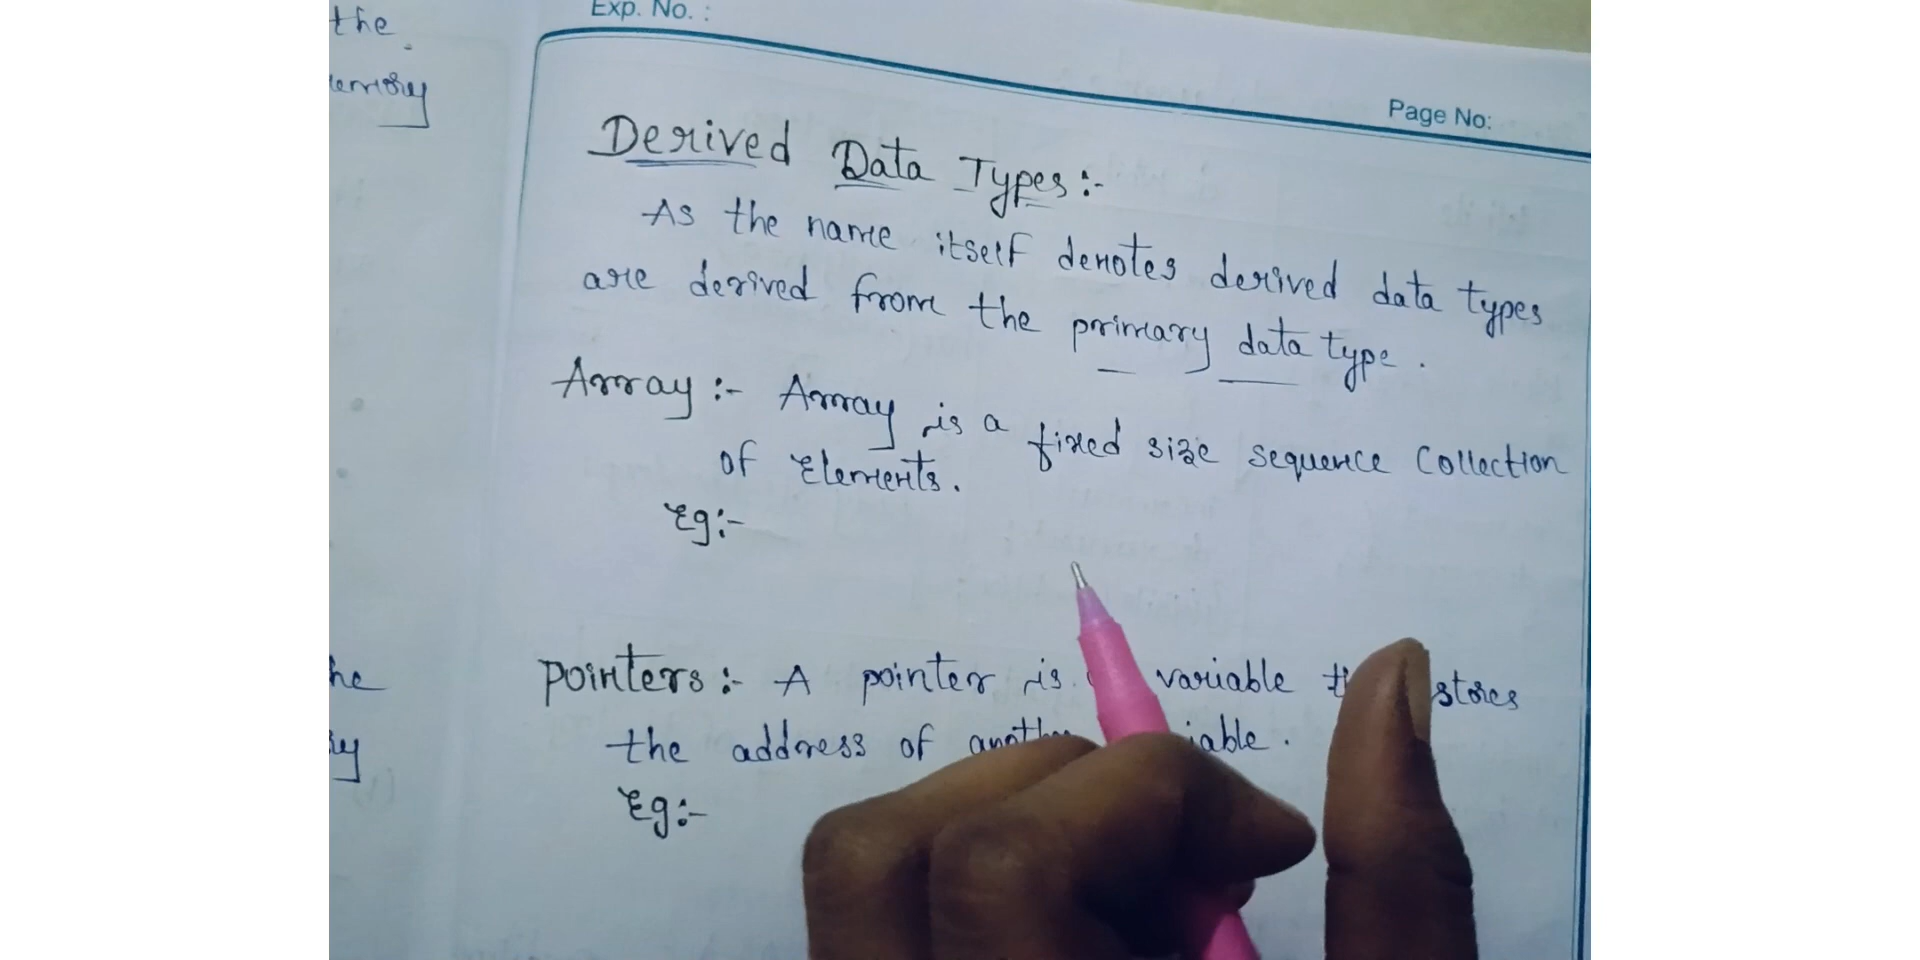 the
Exp. No. :
Page No:
Derived Data Types :-
As the name itself denotes derived data types
are derived from the primary data type.
Array :- Array is a fixed size sequence collection
of Elements.
Eg:-
Pointers :- A pointer is variable stores
the address of
Eg:-